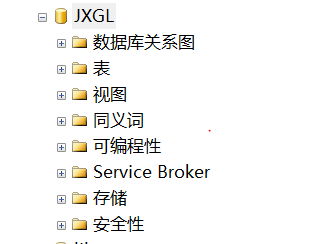 JXGL
数据库关系图
表
视图
同义词
可编程性
Service Broker
存储
安全性